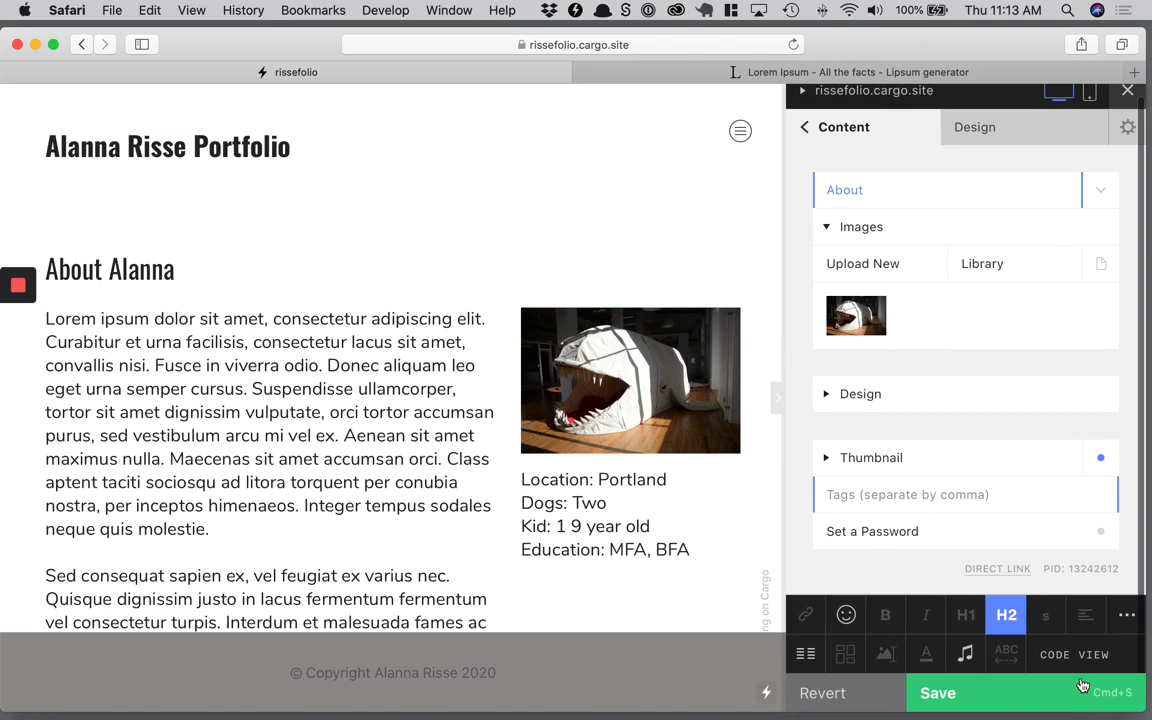 Safari File Edit View History Bookmarks Develop Window Help S 100% Thu 11:13 AM
rissefolio.cargo.site
rissefolio
L Lorem Ipsum - All the facts - Lipsum generator
rissefolio.cargo.site
Content
Design
Alanna Risse Portfolio
About
Images
Upload New
Library
About Alanna
Lorem ipsum dolor sit amet, consectetur adipiscing elit.
Curabitur et urna facilisis, consectetur lacus sit amet,
convallis nisi. Fusce in viverra odio. Donec aliquam leo
eget urna semper cursus. Suspendisse ullamcorper,
tortor sit amet dignissim vulputate, orci tortor accumsan
purus, sed vestibulum arcu mi vel ex. Aenean sit amet
maximus nulla. Maecenas sit amet accumsan orci. Class
aptent taciti sociosqu ad litora torquent per conubia
nostra, per inceptos himenaeos. Integer tempus sodales
neque quis molestie.
Sed consequat sapien ex, vel feugiat ex varius nec.
Quisque dignissim justo in lacus fermentum fermentum
vel consectetur turpis. Interdum et malesuada fames ac
Location: Portland
Dogs: Two
Kid: 1 9 year old
Education: MFA, BFA
ng on Cargo
© Copyright Alanna Risse 2020
Design
Thumbnail
Tags (separate by comma)
Set a Password
DIRECT LINK PID: 13242612
B I H1 H2 s
A ABC CODE VIEW
Revert
Save
Cmd+S